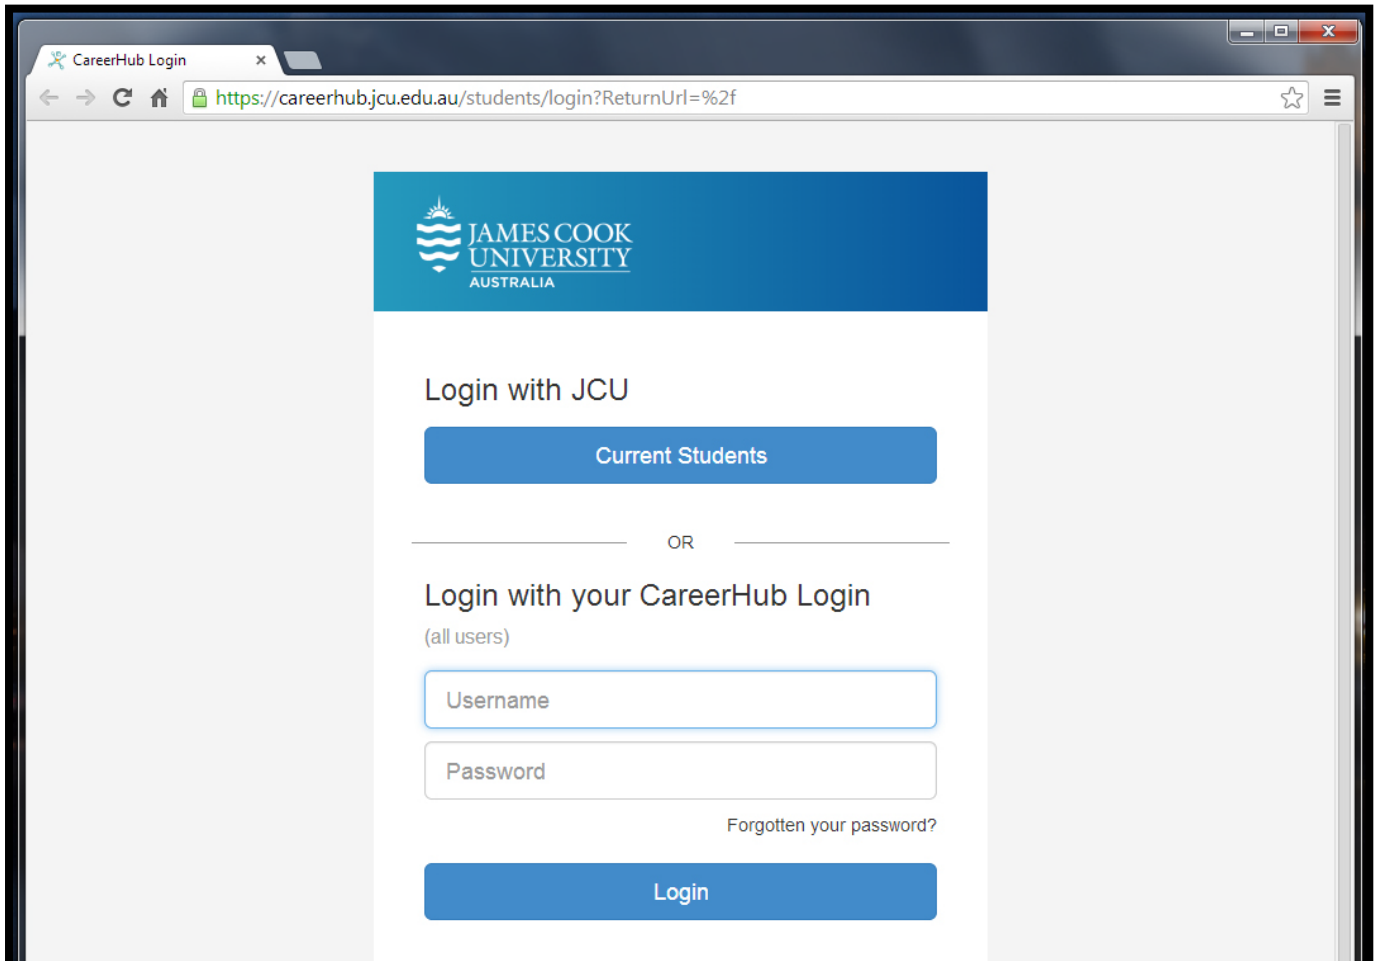 CareerHub Login
https://careerhub.jcu.edu.au/students/login?ReturnUrl=%2f
JAMES COOK
UNIVERSITY
AUSTRALIA
Login with JCU
Current Students
OR
Login with your CareerHub Login
(all users)
Username
Password
Forgotten your password?
Login